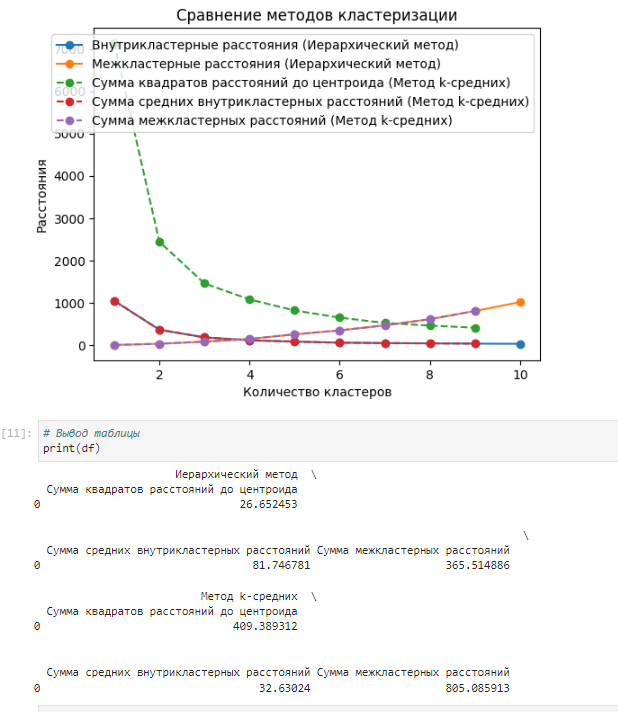 Сравнение методов кластеризации
Внутрикластерные расстояния (Иерархический метод)
Межкластерные расстояния (Иерархический метод)
Сумма квадратов расстояний до центроида (Метод k-средних)
Сумма средних внутрикластерных расстояний (Метод k-средних)
Сумма межкластерных расстояний (Метод k-средних)
7000
6000
5000
4000
3000
2000
1000
0
Расстояния
2 4 6 8 10
Количество кластеров
[11]: # Вывод таблицы
print(df)
Иерархический метод \
Сумма квадратов расстояний до центроида
0 26.652453
\
Сумма средних внутрикластерных расстояний Сумма межкластерных расстояний
0 81.746781 365.514886
Метод k-средних \
Сумма квадратов расстояний до центроида
0 409.389312
Сумма средних внутрикластерных расстояний Сумма межкластерных расстояний
0 32.63024 805.085913